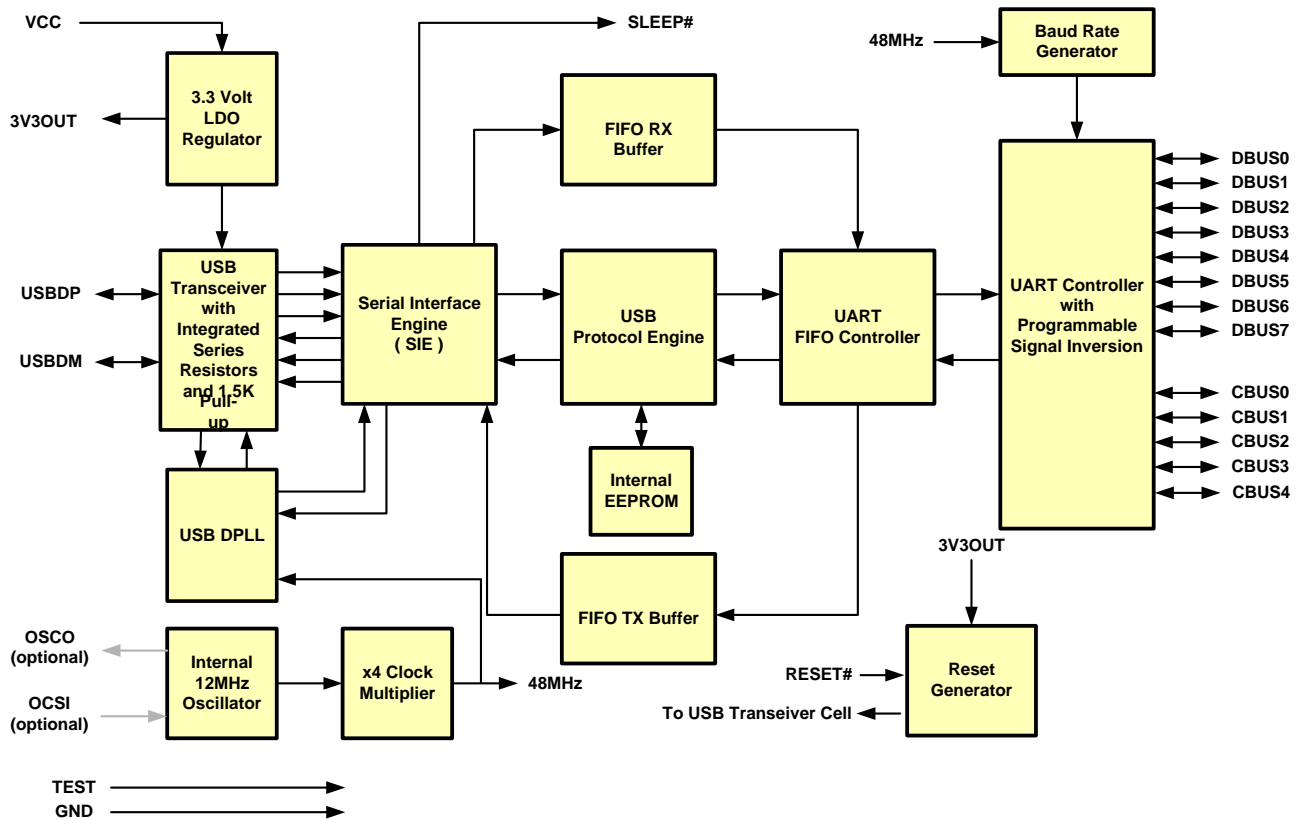 VCC
SLEEP#
48MHz
Baud Rate
Generator
3.3 Volt
LDO
Regulator
3V3OUT
FIFO RX
Buffer
DBUS0
DBUS1
DBUS2
DBUS3
DBUS4
DBUS5
DBUS6
DBUS7
USBDP
USBDM
USB
Transceiver
with
Integrated
Series
Resistors
and 1.5K
Pull-
up
Serial Interface
Engine
( SIE )
USB
Protocol Engine
UART
FIFO Controller
UART Controller
with
Programmable
Signal Inversion
CBUS0
CBUS1
CBUS2
CBUS3
CBUS4
USB DPLL
Internal
EEPROM
3V3OUT
FIFO TX Buffer
OSCO
(optional)
OCSI
(optional)
Internal
12MHz
Oscillator
x4 Clock
Multiplier
48MHz
RESET#
Reset
Generator
To USB Transeiver Cell
TEST
GND